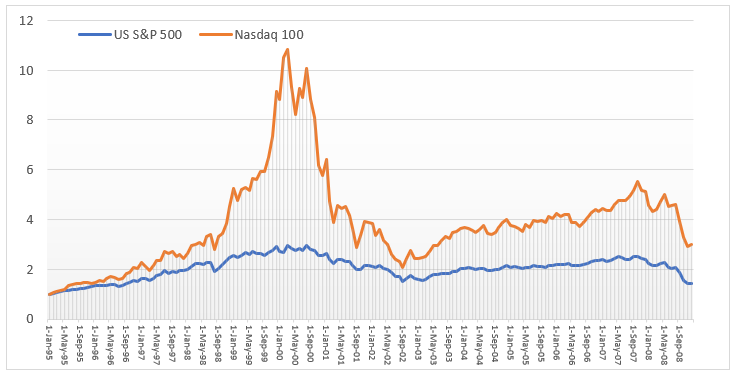 12
US S&P 500 Nasdaq 100
10
8
6
4
2
0
1-Jan-95
1-May-95
1-Sep-95
1-Jan-96
1-May-96
1-Sep-96
1-Jan-97
1-May-97
1-Sep-97
1-Jan-98
1-May-98
1-Sep-98
1-Jan-99
1-May-99
1-Sep-99
1-Jan-00
1-May-00
1-Sep-00
1-Jan-01
1-May-01
1-Sep-01
1-Jan-02
1-May-02
1-Sep-02
1-Jan-03
1-May-03
1-Sep-03
1-Jan-04
1-May-04
1-Sep-04
1-Jan-05
1-May-05
1-Sep-05
1-Jan-06
1-May-06
1-Sep-06
1-Jan-07
1-May-07
1-Sep-07
1-Jan-08
1-May-08
1-Sep-08